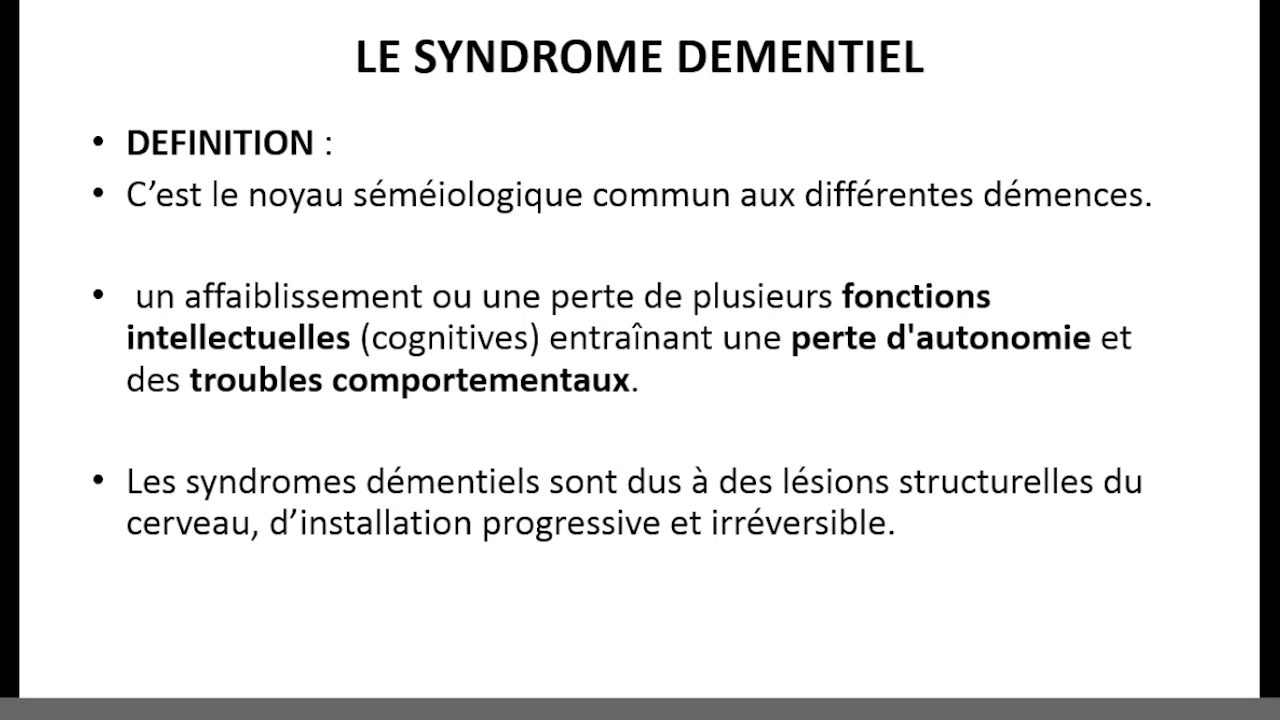 LE SYNDROME DEMENTIEL
• DEFINITION :
• C’est le noyau séméiologique commun aux différentes démences.
• un affaiblissement ou une perte de plusieurs fonctions
intellectuelles (cognitives) entraînant une perte d'autonomie et
des troubles comportementaux.
• Les syndromes démentiels sont dus à des lésions structurelles du
cerveau, d’installation progressive et irréversible.